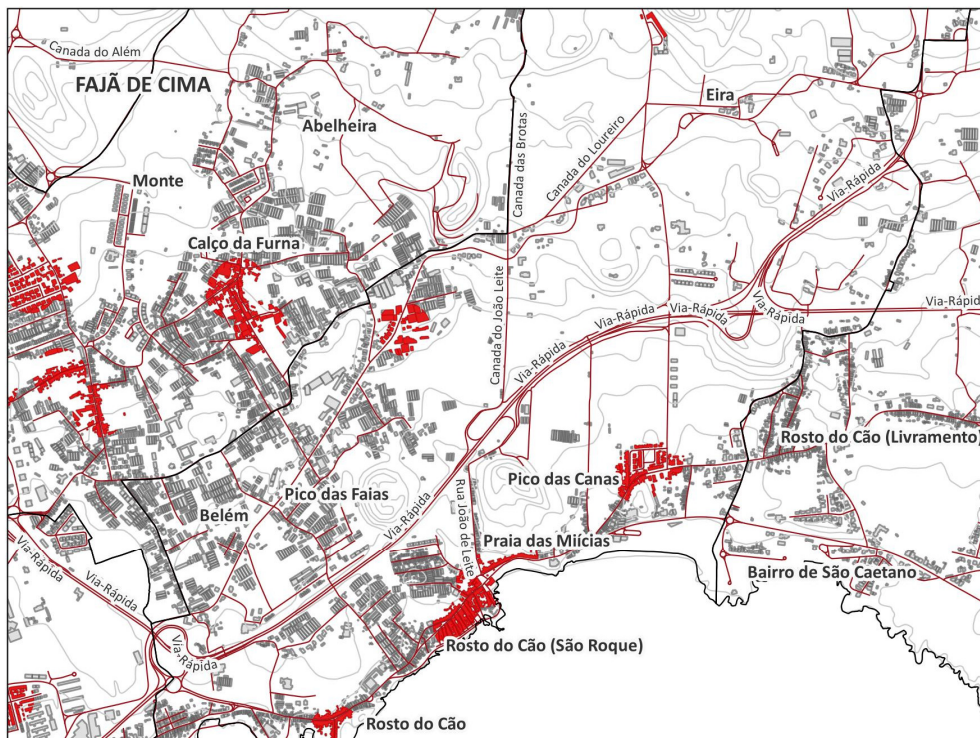 Canada do Além
FAJÃ DE CIMA
Eira
Abelheira
Canada das Brotas
Canada do Loureiro
Monte
Via-Rápida
Calço da Furna
Canada do João Leite
Via-Rápida
Via-Rápida
Via-Rápida
Via-Rápida
Via-Rápida
Via-Rápida
Rosto do Cão (Livramento)
Pico das Canas
Pico das Faias
Belém
Via-Rápida
Rua João de Leite
Praia das Milícias
Via-Rápida
Via-Rápida
Bairro de São Caetano
Via-Rápida
Rosto do Cão (São Roque)
Rosto do Cão